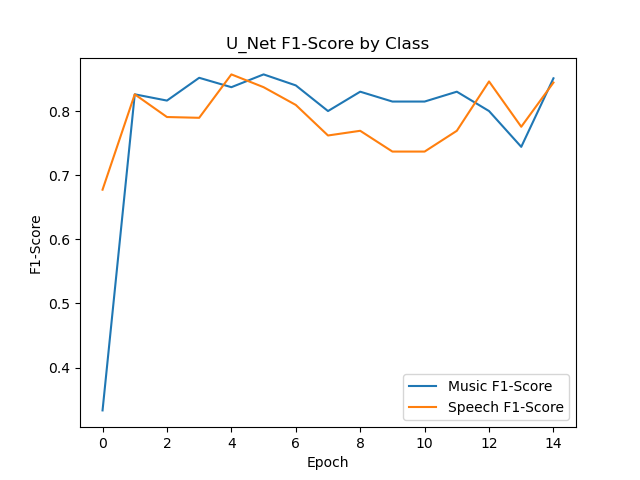 U_Net F1-Score by Class
F1-Score
0.8
0.7
0.6
0.5
0.4
Music F1-Score
Speech F1-Score
0 2 4 6 8 10 12 14
Epoch